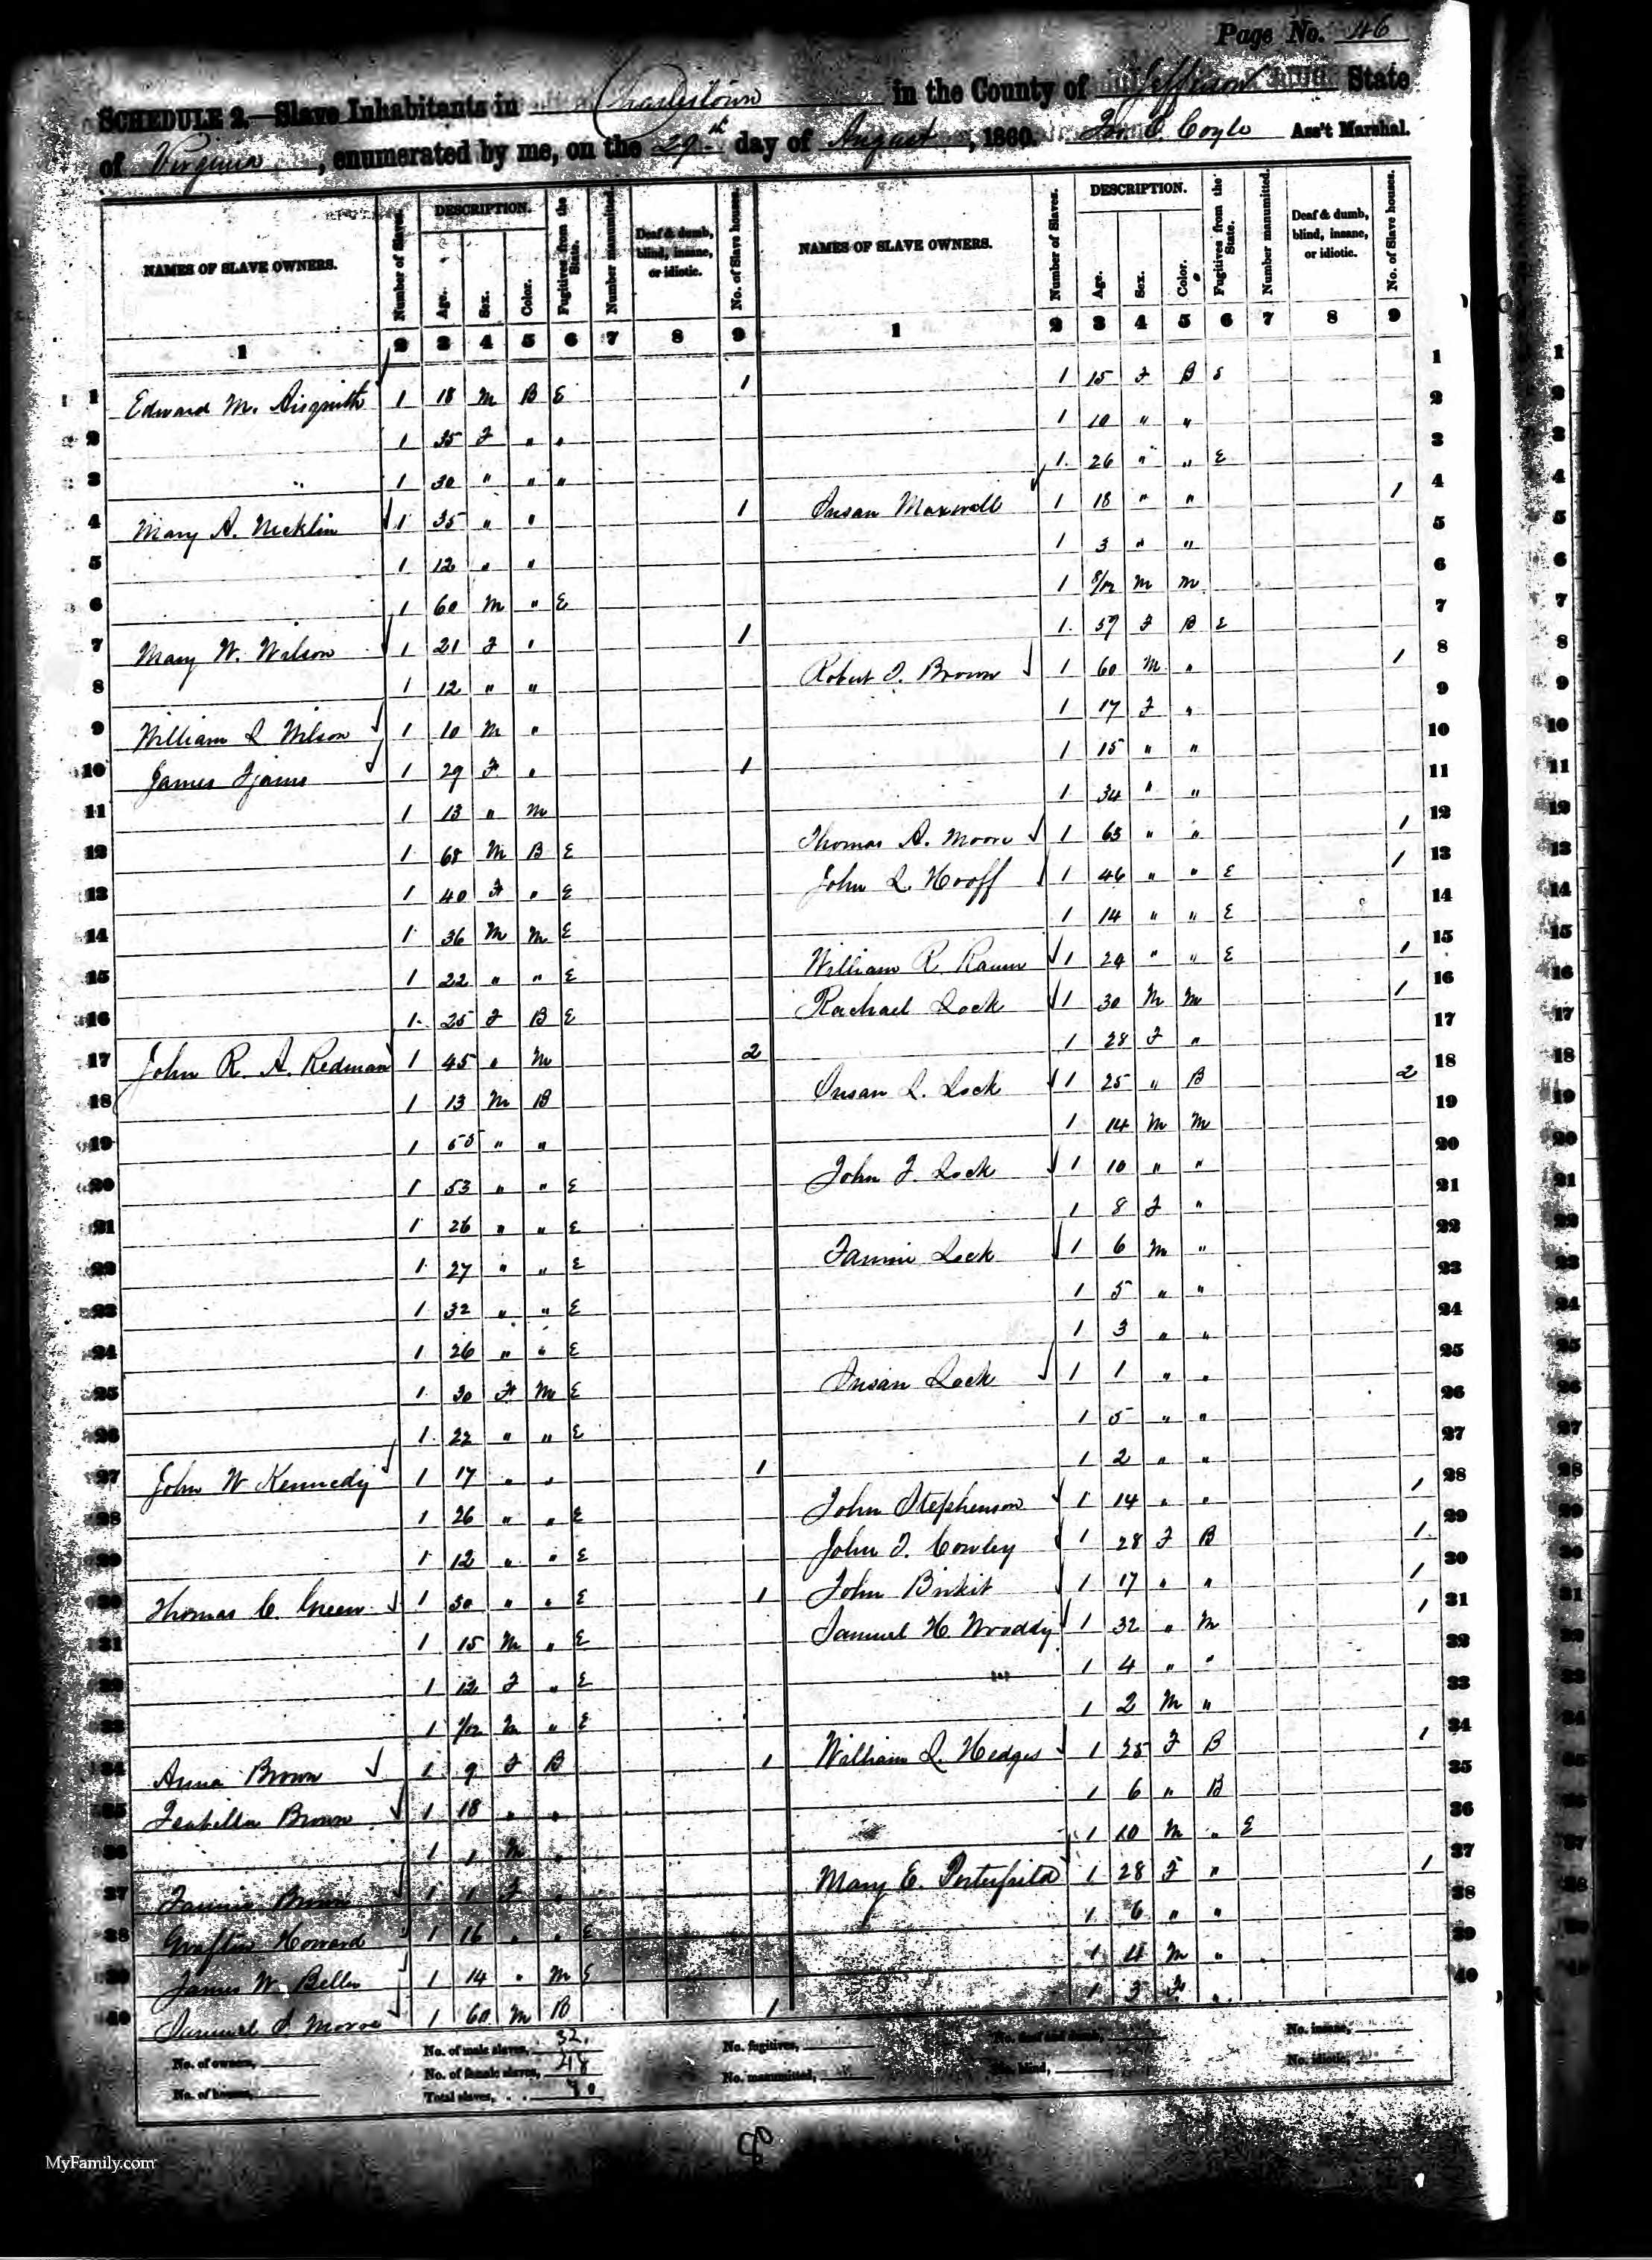 Page No. 46
SCHEDULE 2.—Slave Inhabitants in Charlestown in the County of Jefferson State
of Virginia, enumerated by me, on the 29th day of August, 1860. Coyle Ass't Marshal.
NAMES OF SLAVE OWNERS. Number of Slaves. DESCRIPTION. Age. Sex. Color. Fugitives from the State. Number manumitted. Deaf & dumb, blind, insane, or idiotic. No. of Slave houses. NAMES OF SLAVE OWNERS. Number of Slaves. DESCRIPTION. Age. Sex. Color. Fugitives from the State. Number manumitted. Deaf & dumb, blind, insane, or idiotic. No. of Slave houses.
1 2 3 4 5 6 7 8 9 1 2 3 4 5 6 7 8 9
1 Edward M. Aisquith 1 18 M B E 1 1 15 F B E 1
2 1 35 F " " 1 10 " " 2
3 " 1 30 " " " 1 26 " " E 3
4 Mary A. Necklin 1 35 " " 1 Susan Maxwell 1 18 " " 1 4
5 1 12 " " 1 3 " " 5
6 1 60 M " E 1 8/12 M M 6
7 Mary W. Wilson 1 21 F " 1 1 57 F B E 7
8 1 12 " " Robert T. Brown 1 60 M " 1 8
9 William L Wilson 1 10 M " 1 17 F " 9
10 James 1 29 F " 1 1 15 " " 10
11 1 13 " M 1 34 " " 11
12 1 68 M B E Thomas A. Moore 1 63 " " 1 12
13 1 40 F " E John L. Hooff 1 46 " " E 1 13
14 1 36 M M E 1 14 " " E 14
15 1 22 " " E William R. Raum 1 24 " " E 1 15
16 1 25 F B E Rachael Lock 1 30 M M 1 16
17 John R. A. Redman 1 45 " M 2 1 28 F " 17
18 1 13 M B Susan L. Lock 1 25 " B 2 18
19 1 55 " " 1 14 M M 19
20 1 53 " " E John F. Lock 1 10 " " 20
21 1 26 " " E 1 8 F " 21
22 1 27 " " E Fannie Lock 1 6 M " 22
23 1 32 " " E 1 5 " " 23
24 1 26 " " E 1 3 " " 24
25 1 30 F M E Susan Lock 1 1 " " 25
26 1 22 " " E 1 5 " " 26
27 John W Kennedy 1 17 " " 1 1 2 " " 27
28 1 26 " " E John Stephenson 1 14 " " 1 28
29 1 12 " " E John T. Cowley 1 28 F B 1 29
30 Thomas C. Green 1 30 " " E 1 John 1 17 " " 1 30
31 1 15 M " E Samuel H Wooddy 1 32 " M 1 31
32 1 12 F " E 1 4 " " 32
33 1 M " E 1 2 M " 33
34 Anna Brown 1 9 F B 1 William L. Hedges 1 F B 1 34
35 Isabella Brown 1 18 " " 1 6 " B 35
36 1 1 M " 1 10 M " E 36
37 Fannie Brown 1 1 F " Mary E. Porterfield 1 28 F " 1 37
38 Howard 1 16 " " E 1 6 " " 38
39 James W. Beller 1 14 " M E 1 4 M " 39
40 Samuel S Moore 1 60 M B 1 1 3 F " 40
No. of owners, No. of male slaves, 32. No. fugitives, No. deaf and dumb, No. insane,
No. of houses, No. of female slaves, 48 No. manumitted, No. blind, No. idiotic,
Total slaves, 80
80
MyFamily.com